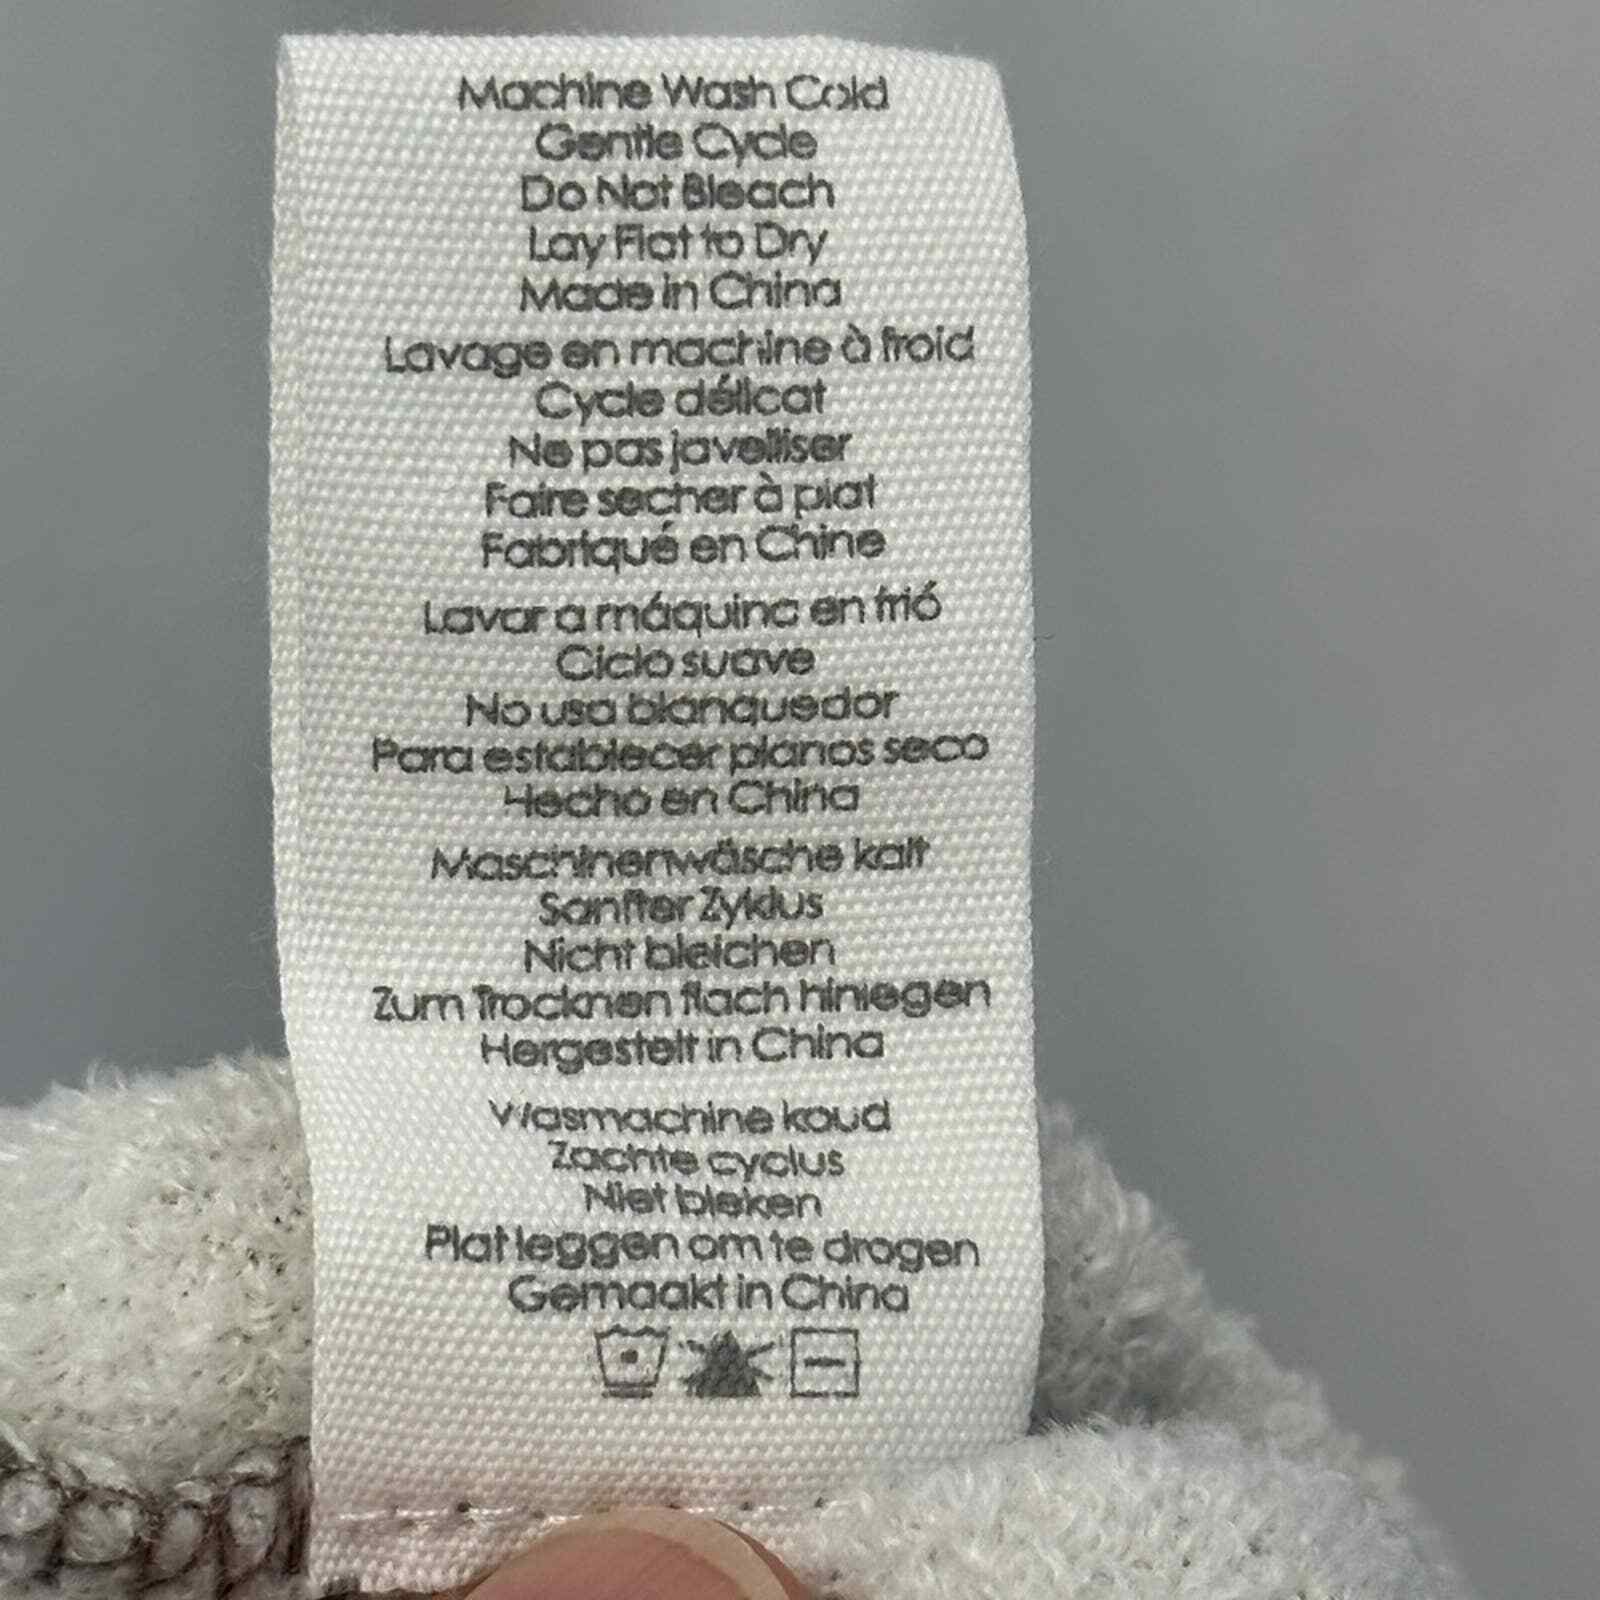 Machine Wash Cold
Gentle Cycle
Do Not Bleach
Lay Flat to Dry
Made in China
Lavage en machine à froid
Cycle délicat
Ne pas javelliser
Faire secher à plat
Fabriqué en Chine
Lavar a máquina en frió
Ciclo suave
No usa blanquedor
Para establecer planos seco
Hecho en China
Maschinenwäsche kalt
Sanfter Zyklus
Nicht bleichen
Zum Trocknen flach hinlegen
Hergestelt in China
Wasmachine koud
Zachte cyclus
Niet bleken
Plat leggen om te drogen
Gemaakt in China